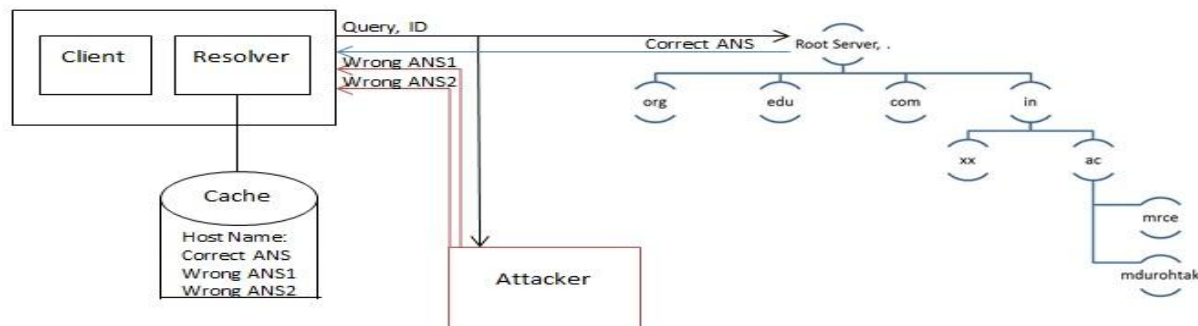 Query, ID
Correct ANS
Root Server, .
Client
Resolver
Wrong ANS1
Wrong ANS2
org
edu
com
in
xx
ac
Cache
mrce
Host Name:
Correct ANS
Wrong ANS1
Wrong ANS2
Attacker
mdurohtak